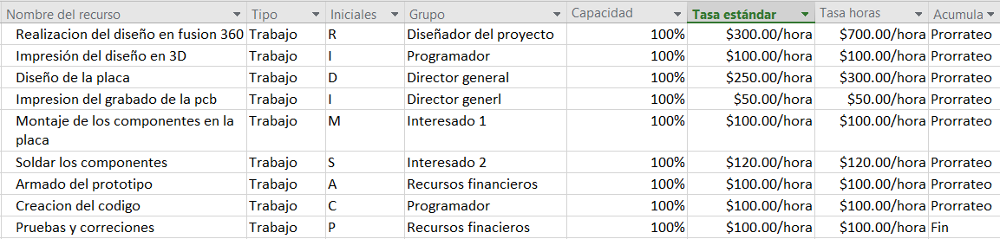 Nombre del recurso Tipo Iniciales Grupo Capacidad Tasa estándar Tasa horas Acumula
Realizacion del diseño en fusion 360 Trabajo R Diseñador del proyecto 100% $300.00/hora $700.00/hora Prorrateo
Impresión del diseño en 3D Trabajo I Programador 100% $100.00/hora $100.00/hora Prorrateo
Diseño de la placa Trabajo D Director general 100% $250.00/hora $300.00/hora Prorrateo
Impresion del grabado de la pcb Trabajo I Director generl 100% $50.00/hora $50.00/hora Prorrateo
Montaje de los componentes en la Trabajo M Interesado 1 100% $100.00/hora $100.00/hora Prorrateo
placa
Soldar los componentes Trabajo S Interesado 2 100% $120.00/hora $120.00/hora Prorrateo
Armado del prototipo Trabajo A Recursos financieros 100% $100.00/hora $100.00/hora Prorrateo
Creacion del codigo Trabajo C Programador 100% $100.00/hora $100.00/hora Prorrateo
Pruebas y correciones Trabajo P Recursos finacieros 100% $100.00/hora $100.00/hora Fin